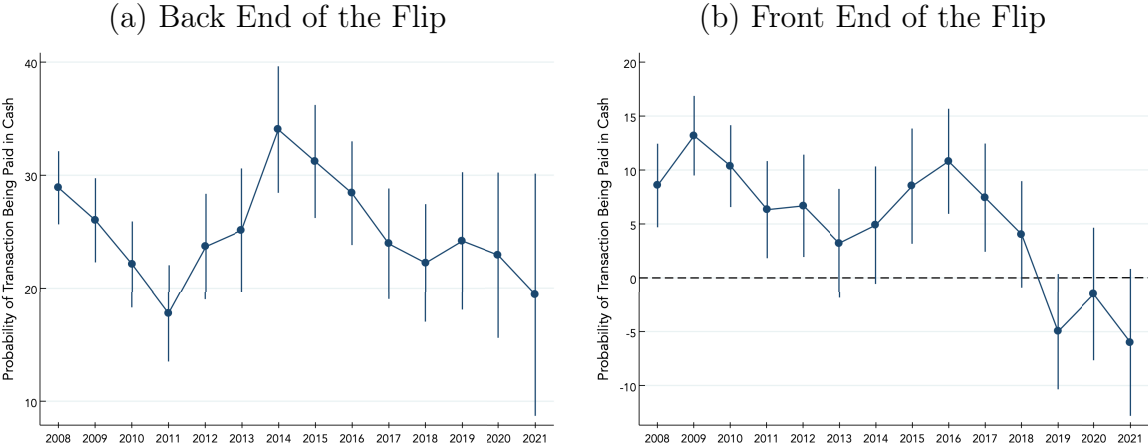 (a) Back End of the Flip
Probability of Transaction Being Paid in Cash
40
30
20
10
2008 2009 2010 2011 2012 2013 2014 2015 2016 2017 2018 2019 2020 2021
(b) Front End of the Flip
Probability of Transaction Being Paid in Cash
20
15
10
5
0
-5
-10
2008 2009 2010 2011 2012 2013 2014 2015 2016 2017 2018 2019 2020 2021